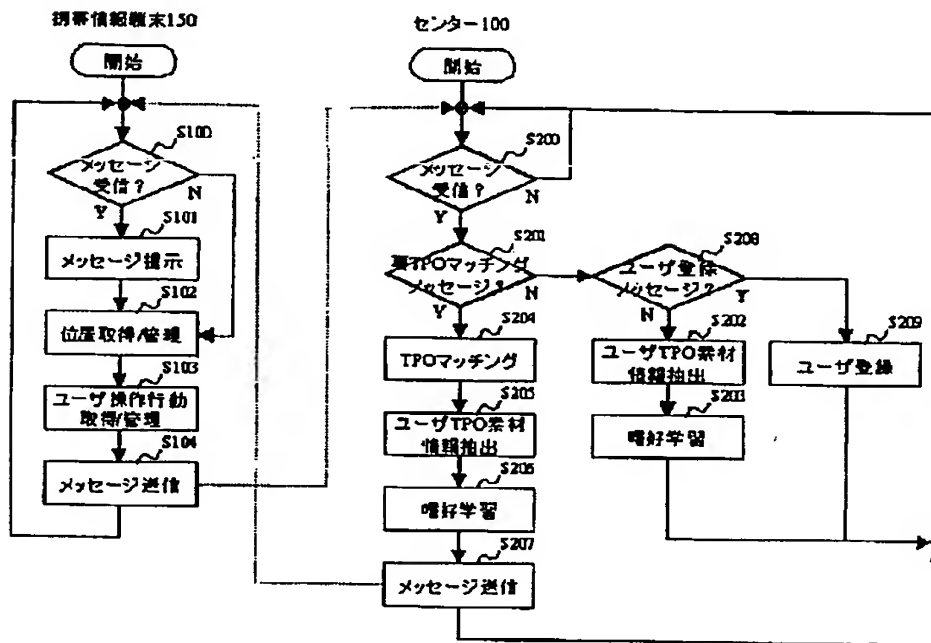 携帯情報端末150
開始
S100
メッセージ
受信?
N
Y
S101
メッセージ提示
S102
位置取得/管理
S103
ユーザ操作行動
取得/管理
S104
メッセージ送信
センター100
開始
S200
メッセージ
受信?
N
Y
S201
要TPOマッチング
メッセージ?
N
Y
S204
TPOマッチング
S205
ユーザTPO素材
情報抽出
S206
嗜好学習
S207
メッセージ送信
S208
ユーザ登録
メッセージ?
Y
N
S202
ユーザTPO素材
情報抽出
S203
嗜好学習
S209
ユーザ登録